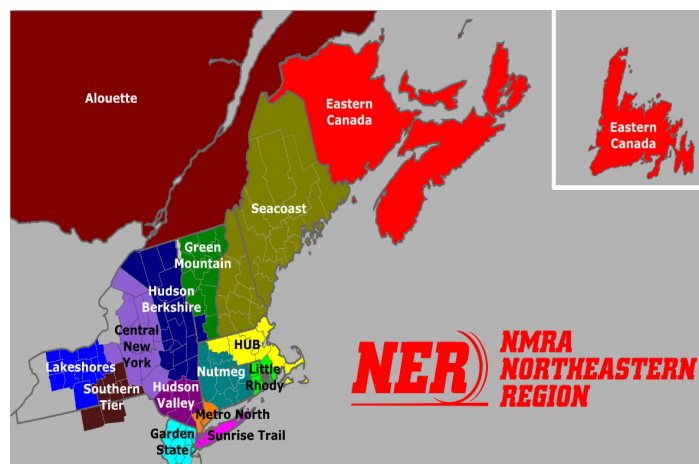 Alouette
Eastern
Canada
Eastern
Canada
Seacoast
Green
Mountain
Hudson
Berkshire
Central
New
York
HUB
Lakeshores
Southern
Tier
Nutmeg
Little
Rhody
Hudson
Valley
Metro North
Garden
State
Sunrise Trail
NER
NMRA
NORTHEASTERN
REGION